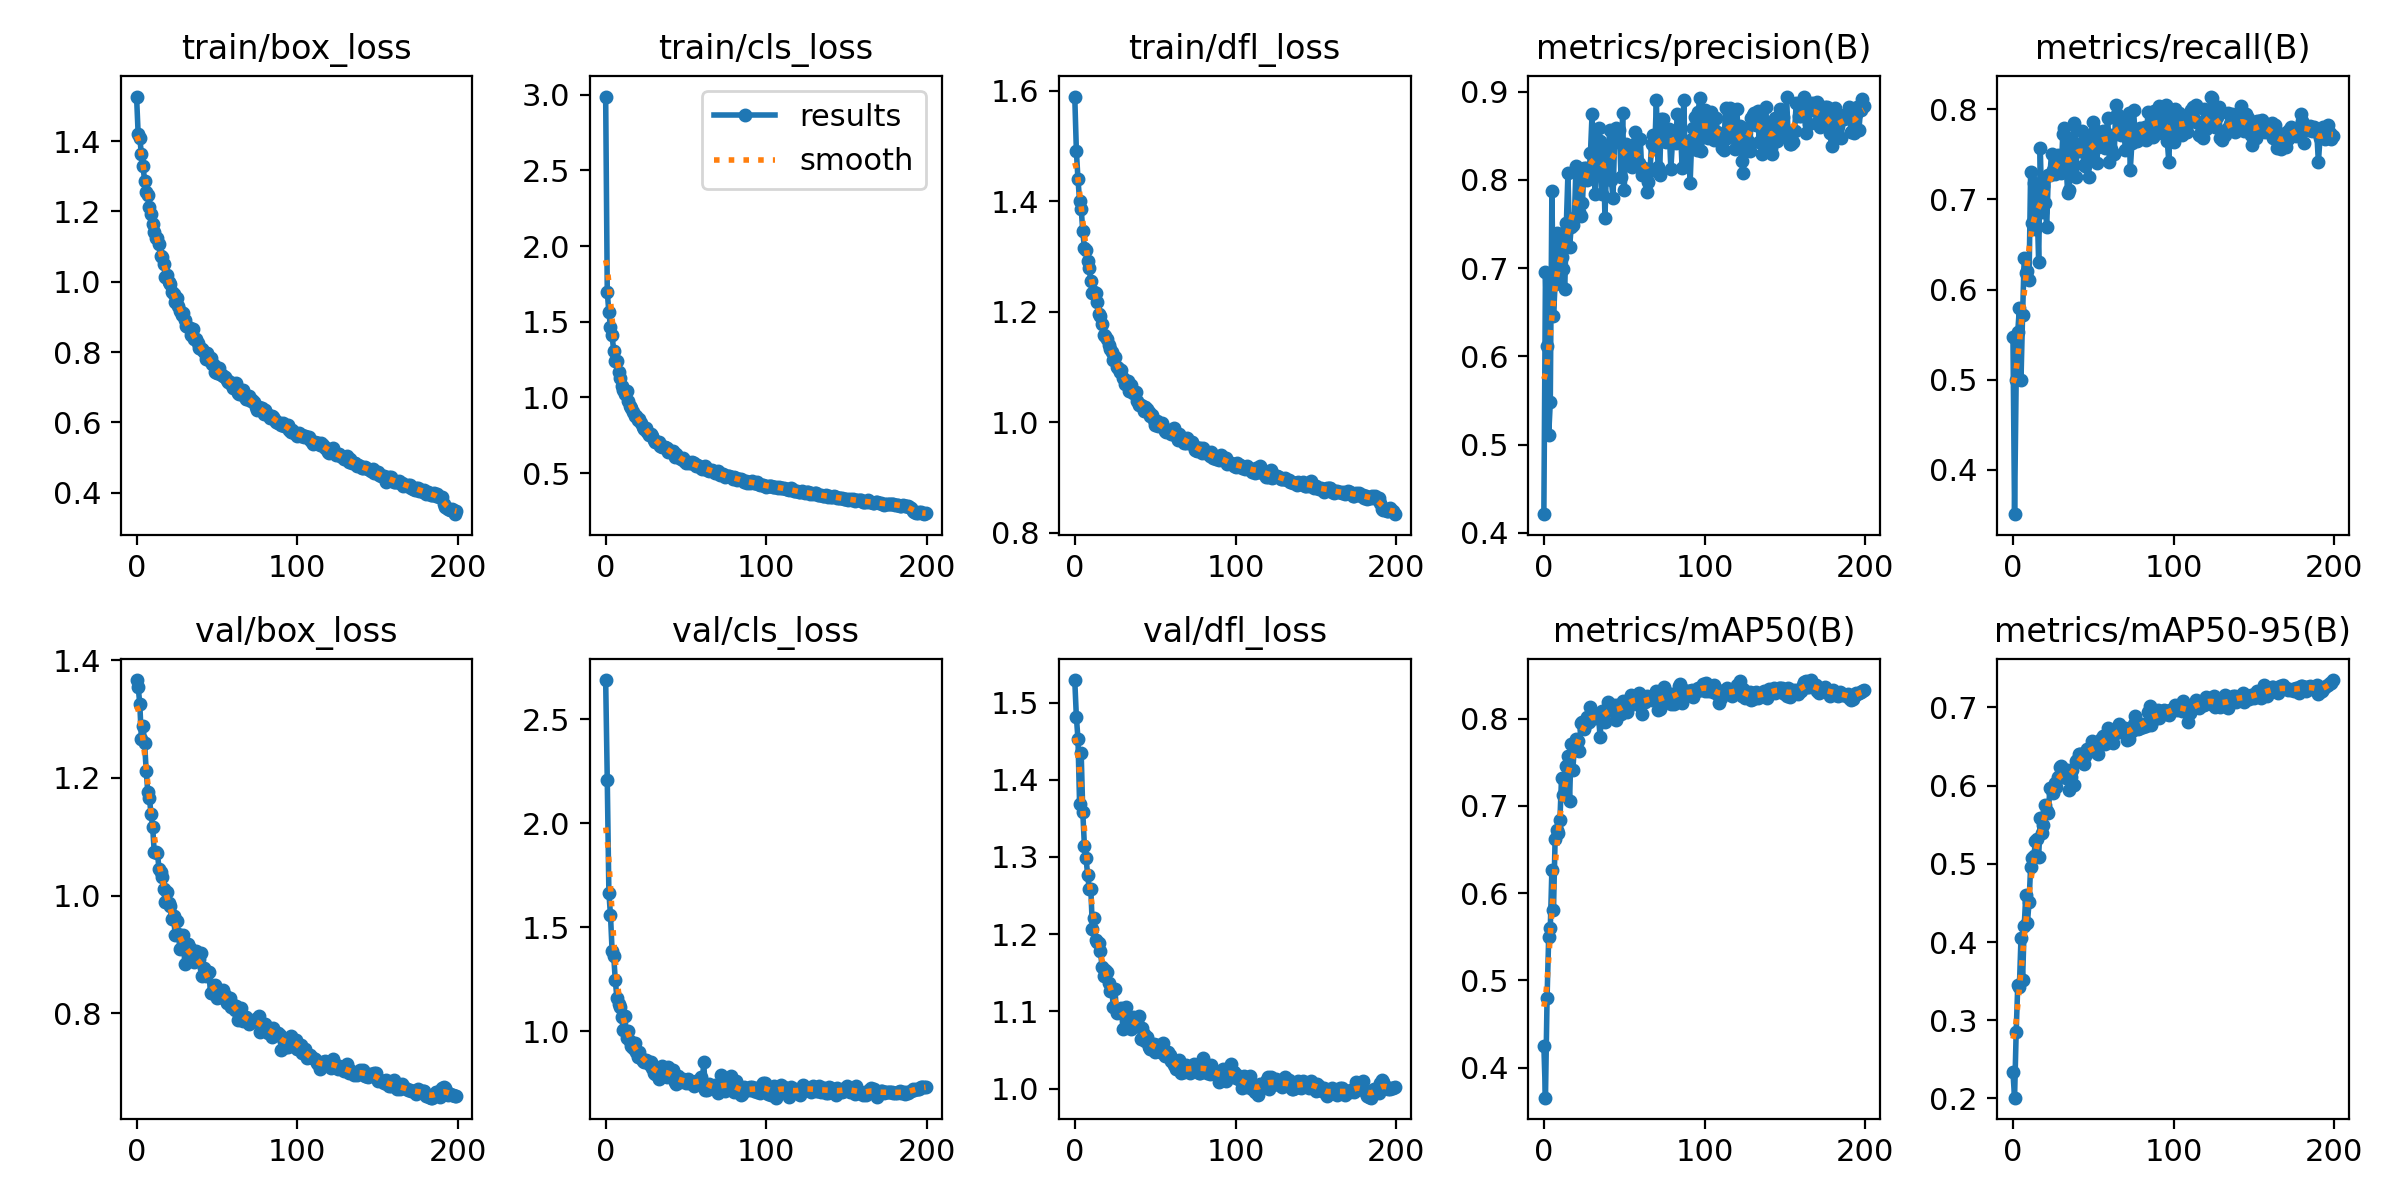 train/box_loss
train/cls_loss
train/dfl_loss
metrics/precision(B)
metrics/recall(B)
1.4
1.2
1.0
0.8
0.6
0.4
0 100 200
3.0
2.5
2.0
1.5
1.0
0.5
results
smooth
0 100 200
1.6
1.4
1.2
1.0
0.8
0 100 200
0.9
0.8
0.7
0.6
0.5
0.4
0 100 200
0.8
0.7
0.6
0.5
0.4
0 100 200
val/box_loss
val/cls_loss
val/dfl_loss
metrics/mAP50(B)
metrics/mAP50-95(B)
1.4
1.2
1.0
0.8
0 100 200
2.5
2.0
1.5
1.0
0 100 200
1.5
1.4
1.3
1.2
1.1
1.0
0 100 200
0.8
0.7
0.6
0.5
0.4
0 100 200
0.7
0.6
0.5
0.4
0.3
0.2
0 100 200